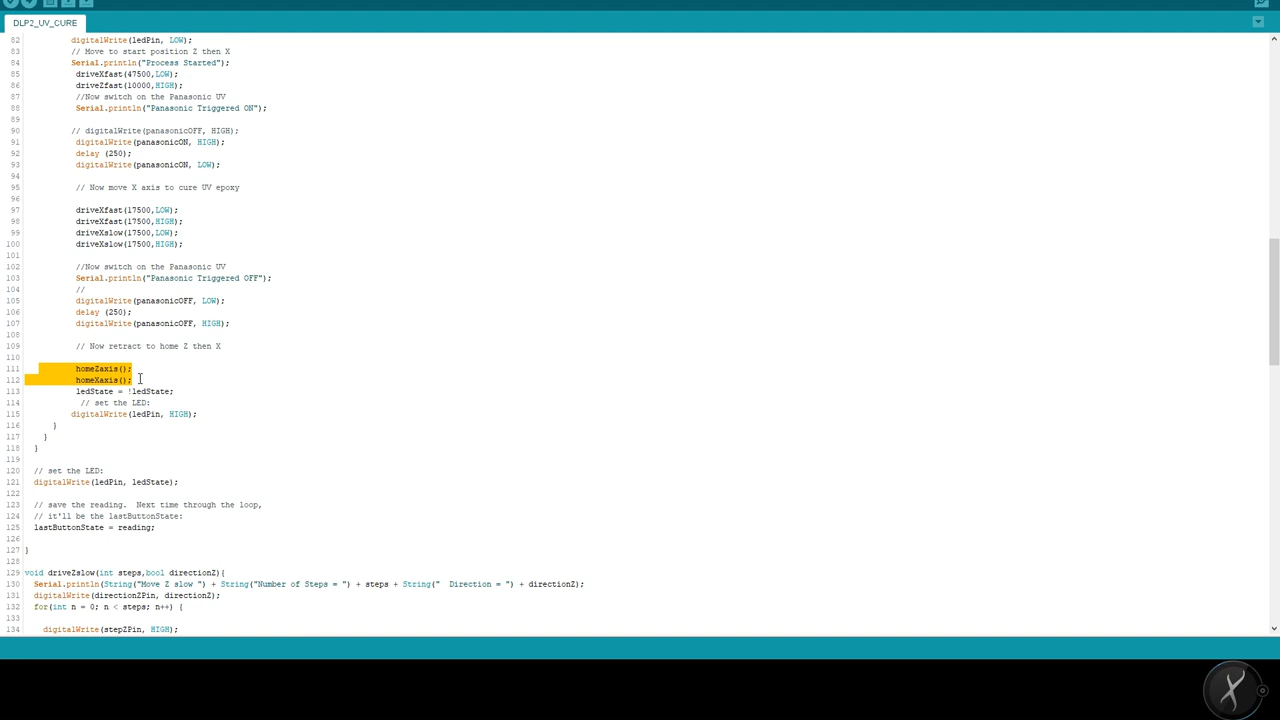 DLP2_UV_CURE
82 digitalWrite(ledPin, LOW);
83 // Move to start position Z then X
84 Serial.println("Process Started");
85 driveXfast(47500,LOW);
86 driveZfast(10000,HIGH);
87 //Now switch on the Panasonic UV
88 Serial.println("Panasonic Triggered ON");
89
90 // digitalWrite(panasonicOFF, HIGH);
91 digitalWrite(panasonicON, HIGH);
92 delay (250);
93 digitalWrite(panasonicON, LOW);
94
95 // Now move X axis to cure UV epoxy
96
97 driveXfast(17500,LOW);
98 driveXfast(17500,HIGH);
99 driveXslow(17500,LOW);
100 driveXslow(17500,HIGH);
101
102 //Now switch on the Panasonic UV
103 Serial.println("Panasonic Triggered OFF");
104 //
105 digitalWrite(panasonicOFF, LOW);
106 delay (250);
107 digitalWrite(panasonicOFF, HIGH);
108
109 // Now retract to home Z then X
110
111 homeZaxis();
112 homeXaxis();
113 ledState = !ledState;
114 // set the LED:
115 digitalWrite(ledPin, HIGH);
116 }
117 }
118 }
119
120 // set the LED:
121 digitalWrite(ledPin, ledState);
122
123 // save the reading.  Next time through the loop,
124 // it'll be the lastButtonState:
125 lastButtonState = reading;
126
127 }
128
129 void driveZslow(int steps,bool directionZ){
130 Serial.println(String("Move Z slow ") + String("Number of Steps = ") + steps + String("  Direction = ") + directionZ);
131 digitalWrite(directionZPin, directionZ);
132 for(int n = 0; n < steps; n++) {
133
134 digitalWrite(stepZPin, HIGH);